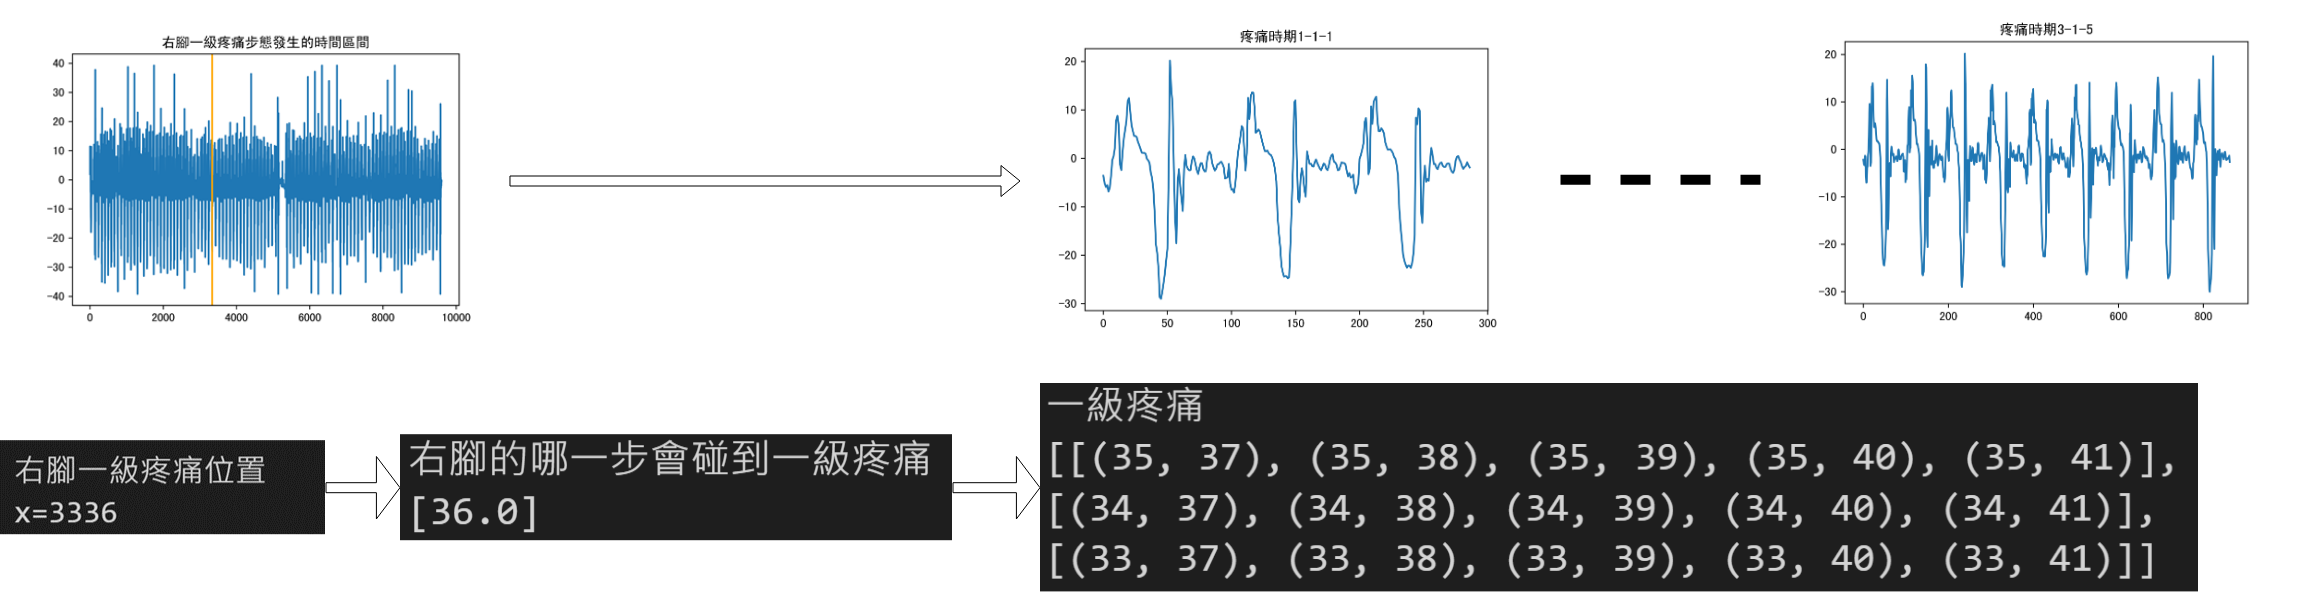 右腳一級疼痛步態發生的時間區間
40
30
20
10
0
−10
−20
−30
−40
0 2000 4000 6000 8000 10000
疼痛時期1-1-1
20
10
0
−10
−20
−30
0 50 100 150 200 250 300
疼痛時期3-1-5
20
10
0
−10
−20
−30
0 200 400 600 800
右腳一級疼痛位置
x=3336
右腳的哪一步會碰到一級疼痛
[36.0]
一級疼痛
[[(35, 37), (35, 38), (35, 39), (35, 40), (35, 41)],
[(34, 37), (34, 38), (34, 39), (34, 40), (34, 41)],
[(33, 37), (33, 38), (33, 39), (33, 40), (33, 41)]]